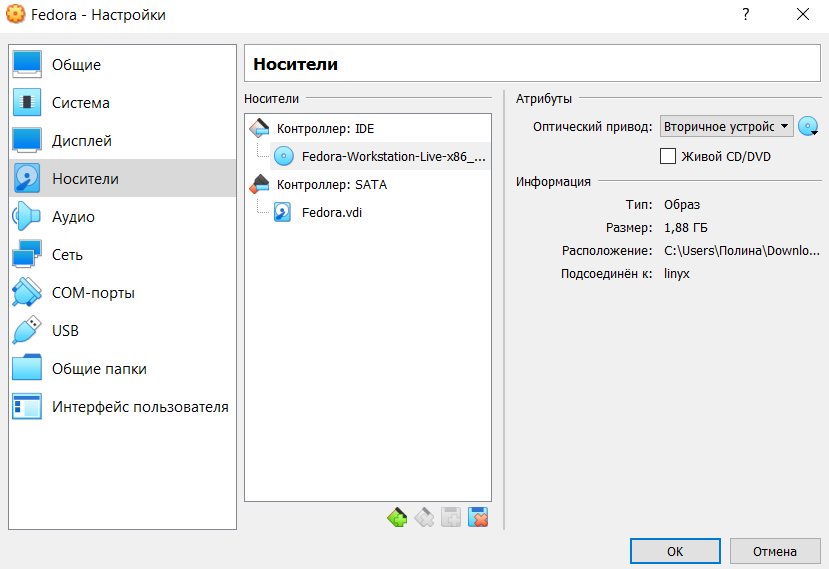 Fedora - Настройки
?
Общие
Система
Дисплей
Носители
Аудио
Сеть
COM-порты
USB
Общие папки
Интерфейс пользователя
Носители
Носители
Контроллер: IDE
Fedora-Workstation-Live-x86_...
Контроллер: SATA
Fedora.vdi
Атрибуты
Оптический привод: Вторичное устройс
Живой CD/DVD
Информация
Тип: Образ
Размер: 1,88 ГБ
Расположение: C:\Users\Полина\Downlo...
Подсоединён к: linyx
OK
Отмена